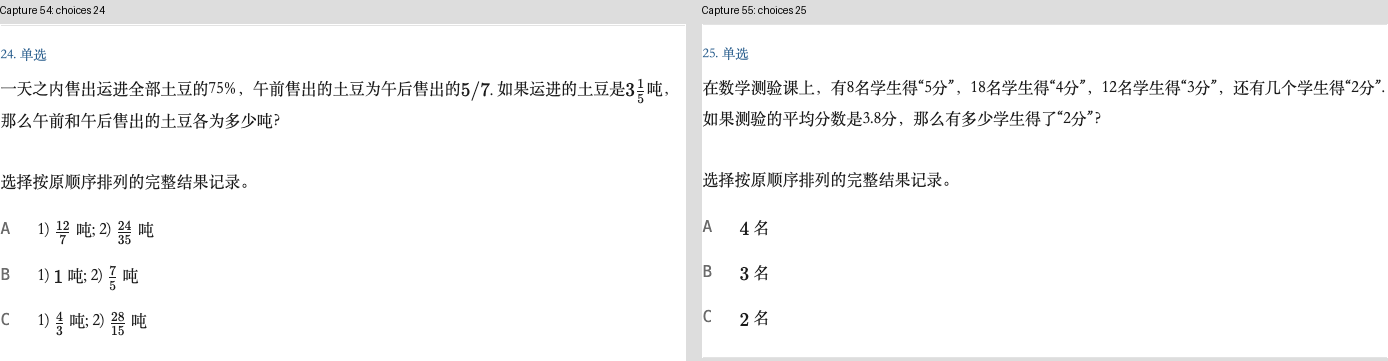 Capture 54: choices 24
24. 单选
一天之内售出运进全部土豆的75%，午前售出的土豆为午后售出的5/7. 如果运进的土豆是3 1/5吨，
那么午前和午后售出的土豆各为多少吨?
选择按原顺序排列的完整结果记录。
A 1) 12/7 吨; 2) 24/35 吨
B 1) 1 吨; 2) 7/5 吨
C 1) 4/3 吨; 2) 28/15 吨
Capture 55: choices 25
25. 单选
在数学测验课上，有8名学生得“5分”，18名学生得“4分”，12名学生得“3分”，还有几个学生得“2分”.
如果测验的平均分数是3.8分，那么有多少学生得了“2分”?
选择按原顺序排列的完整结果记录。
A 4 名
B 3 名
C 2 名